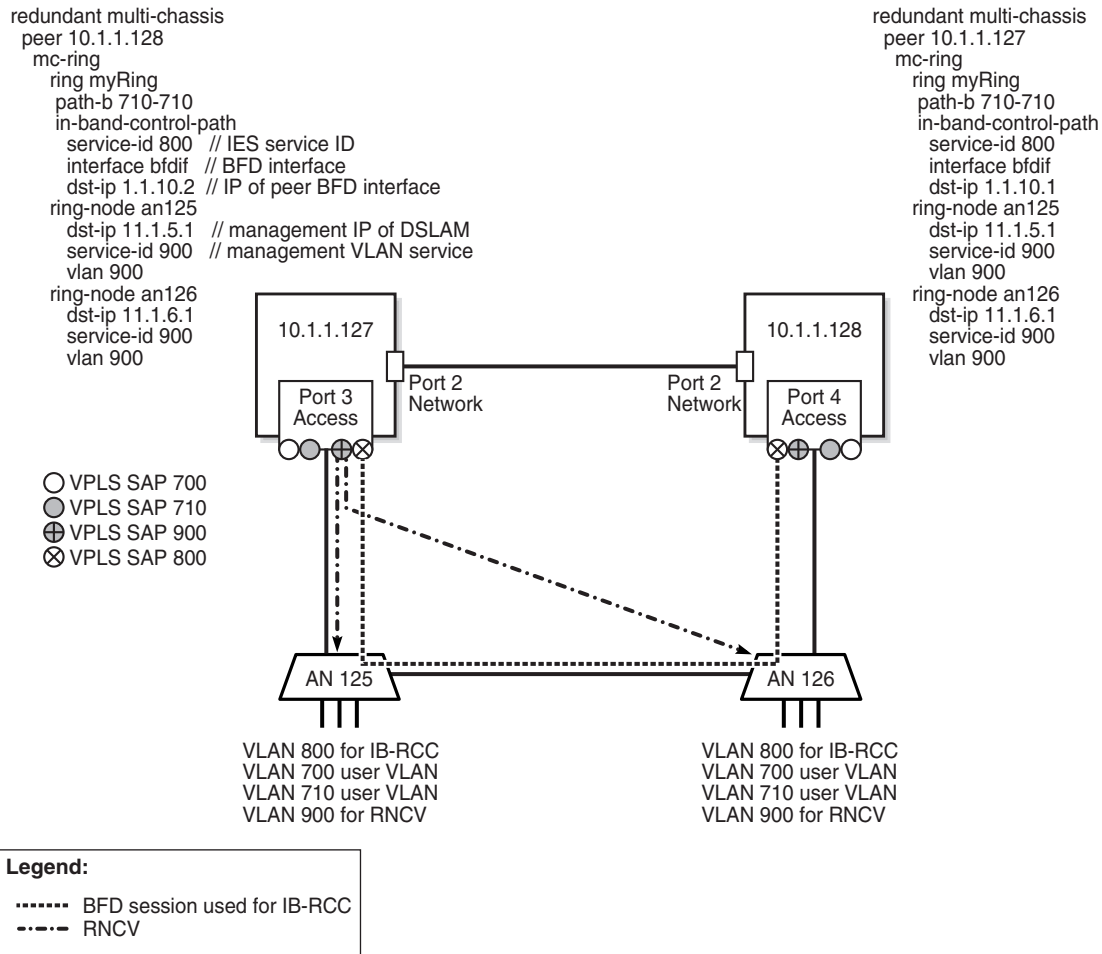 redundant multi-chassis
peer 10.1.1.128
mc-ring
ring myRing
path-b 710-710
in-band-control-path
service-id 800 // IES service ID
interface bfdif // BFD interface
dst-ip 1.1.10.2 // IP of peer BFD interface
ring-node an125
dst-ip 11.1.5.1 // management IP of DSLAM
service-id 900 // management VLAN service
vlan 900
ring-node an126
dst-ip 11.1.6.1
service-id 900
vlan 900
redundant multi-chassis
peer 10.1.1.127
mc-ring
ring myRing
path-b 710-710
in-band-control-path
service-id 800
interface bfdif
dst-ip 1.1.10.1
ring-node an125
dst-ip 11.1.5.1
service-id 900
vlan 900
ring-node an126
dst-ip 11.1.6.1
service-id 900
vlan 900
10.1.1.127
Port 2
Network
Port 3
Access
10.1.1.128
Port 2
Network
Port 4
Access
VPLS SAP 700
VPLS SAP 710
VPLS SAP 900
VPLS SAP 800
AN 125
AN 126
VLAN 800 for IB-RCC
VLAN 700 user VLAN
VLAN 710 user VLAN
VLAN 900 for RNCV
VLAN 800 for IB-RCC
VLAN 700 user VLAN
VLAN 710 user VLAN
VLAN 900 for RNCV
Legend:
BFD session used for IB-RCC
RNCV